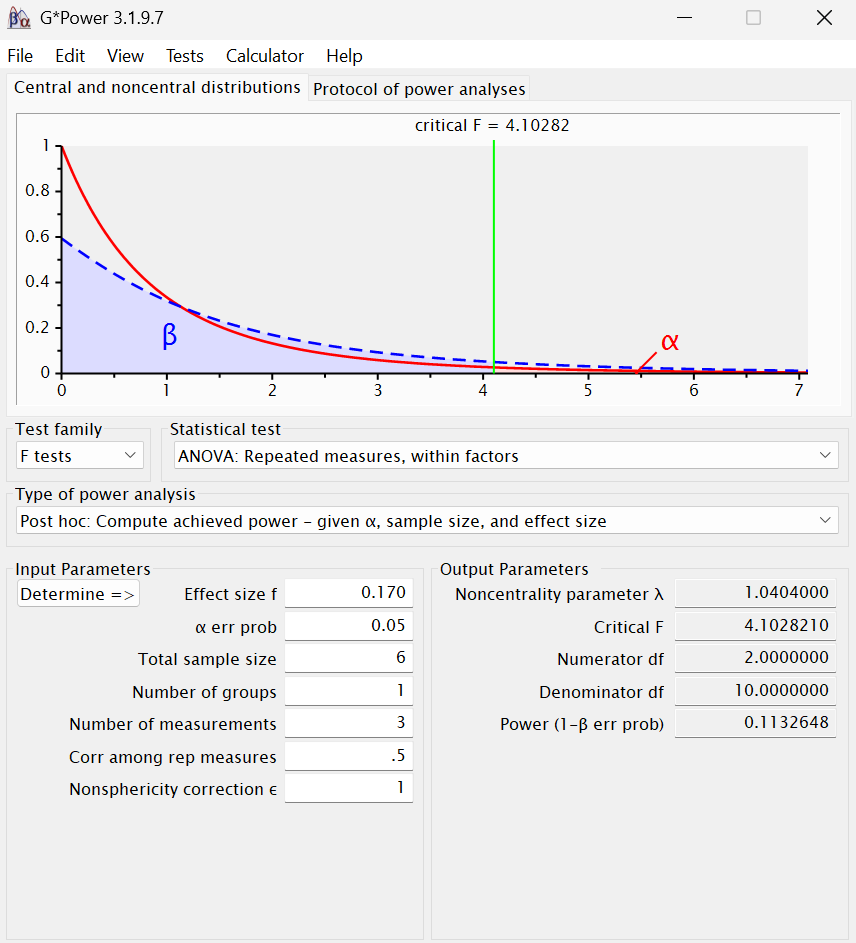 G*Power 3.1.9.7
File Edit View Tests Calculator Help
Central and noncentral distributions Protocol of power analyses
critical F = 4.10282
1
0.8
0.6
0.4
0.2
0
β
α
0 1 2 3 4 5 6 7
Test family Statistical test
F tests ANOVA: Repeated measures, within factors
Type of power analysis
Post hoc: Compute achieved power – given α, sample size, and effect size
Input Parameters
Determine => Effect size f 0.170
α err prob 0.05
Total sample size 6
Number of groups 1
Number of measurements 3
Corr among rep measures .5
Nonsphericity correction ϵ 1
Output Parameters
Noncentrality parameter λ 1.0404000
Critical F 4.1028210
Numerator df 2.0000000
Denominator df 10.0000000
Power (1-β err prob) 0.1132648